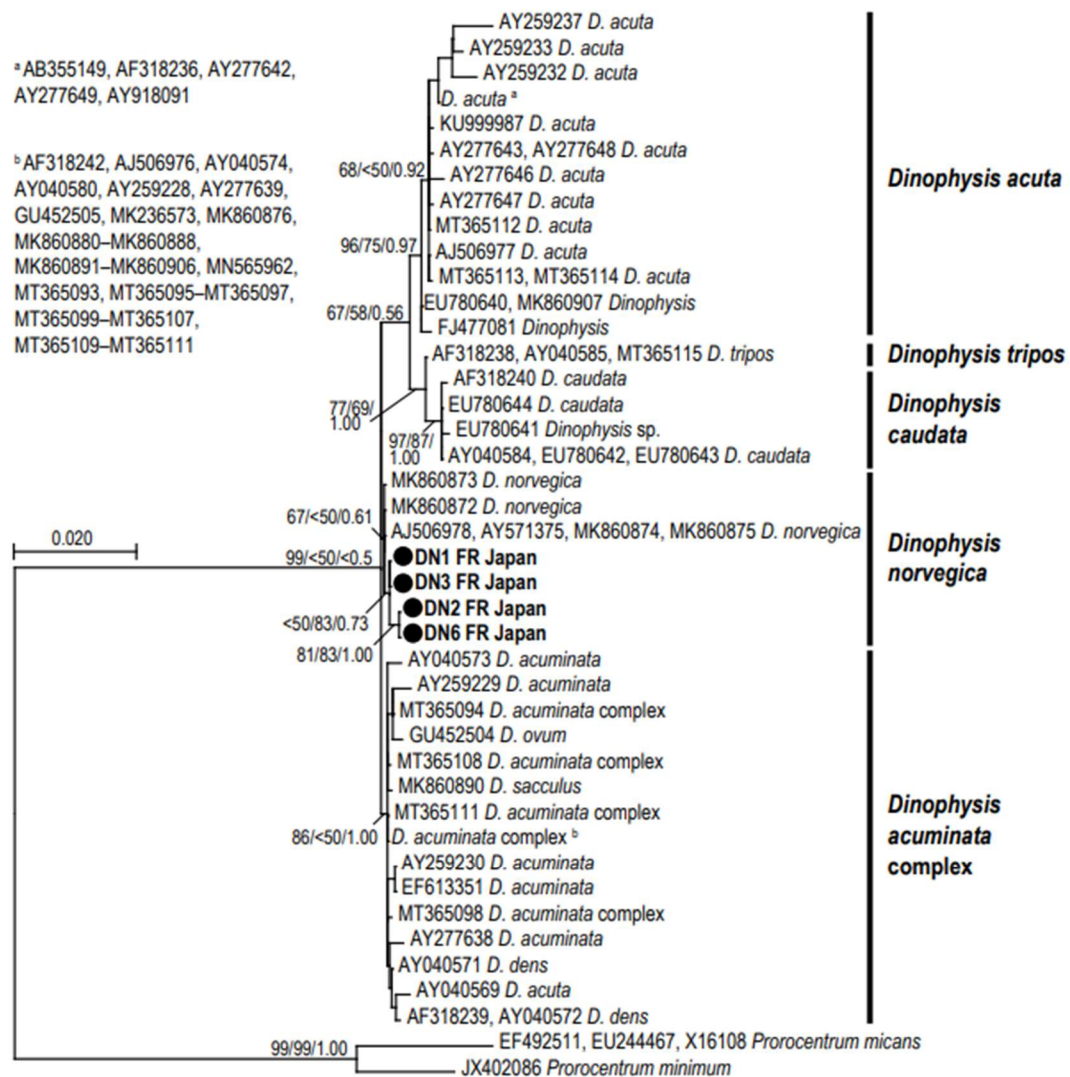 ᵃ AB355149, AF318236, AY277642,
AY277649, AY918091
ᵇ AF318242, AJ506976, AY040574,
AY040580, AY259228, AY277639,
GU452505, MK236573, MK860876,
MK860880–MK860888,
MK860891–MK860906, MN565962,
MT365093, MT365095–MT365097,
MT365099–MT365107,
MT365109–MT365111
AY259237 D. acuta
AY259233 D. acuta
AY259232 D. acuta
D. acuta ᵃ
KU999987 D. acuta
AY277643, AY277648 D. acuta
68/<50/0.92
AY277646 D. acuta
AY277647 D. acuta
MT365112 D. acuta
96/75/0.97
AJ506977 D. acuta
MT365113, MT365114 D. acuta
EU780640, MK860907 Dinophysis
67/58/0.56
FJ477081 Dinophysis
Dinophysis acuta
AF318238, AY040585, MT365115 D. tripos
Dinophysis tripos
AF318240 D. caudata
EU780644 D. caudata
77/69/
1.00
EU780641 Dinophysis sp.
97/87/
1.00
AY040584, EU780642, EU780643 D. caudata
Dinophysis
caudata
MK860873 D. norvegica
MK860872 D. norvegica
67/<50/0.61
AJ506978, AY571375, MK860874, MK860875 D. norvegica
0.020
99/<50/<0.5
DN1 FR Japan
DN3 FR Japan
DN2 FR Japan
<50/83/0.73
DN6 FR Japan
81/83/1.00
Dinophysis
norvegica
AY040573 D. acuminata
AY259229 D. acuminata
MT365094 D. acuminata complex
GU452504 D. ovum
MT365108 D. acuminata complex
MK860890 D. sacculus
MT365111 D. acuminata complex
86/<50/1.00
D. acuminata complex ᵇ
AY259230 D. acuminata
EF613351 D. acuminata
MT365098 D. acuminata complex
AY277638 D. acuminata
AY040571 D. dens
AY040569 D. acuta
AF318239, AY040572 D. dens
Dinophysis
acuminata
complex
99/99/1.00
EF492511, EU244467, X16108 Prorocentrum micans
JX402086 Prorocentrum minimum